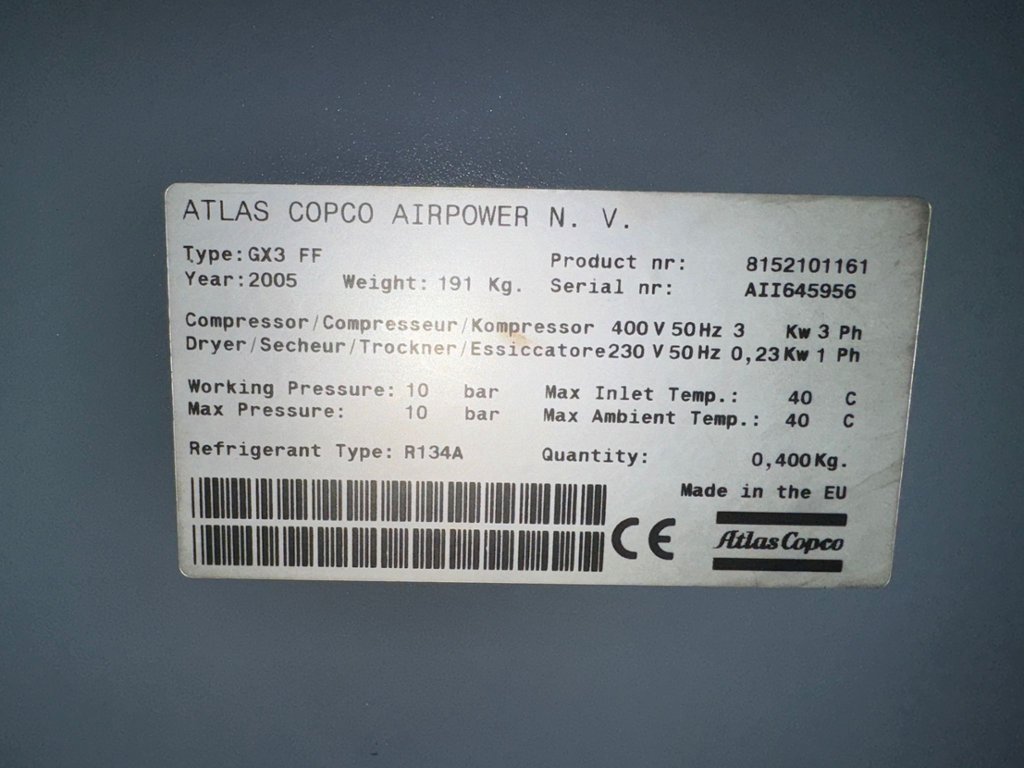 ATLAS COPCO AIRPOWER N. V.
Type:GX3 FF Product nr: 8152101161
Year:2005 Weight: 191 Kg. Serial nr: AII645956
Compressor/Compresseur/Kompressor 400 V 50 Hz 3 Kw 3 Ph
Dryer/Secheur/Trockner/Essiccatore 230 V 50 Hz 0,23 Kw 1 Ph
Working Pressure: 10 bar Max Inlet Temp.: 40 C
Max Pressure: 10 bar Max Ambient Temp.: 40 C
Refrigerant Type: R134A Quantity: 0,400Kg.
Made in the EU
CE Atlas Copco